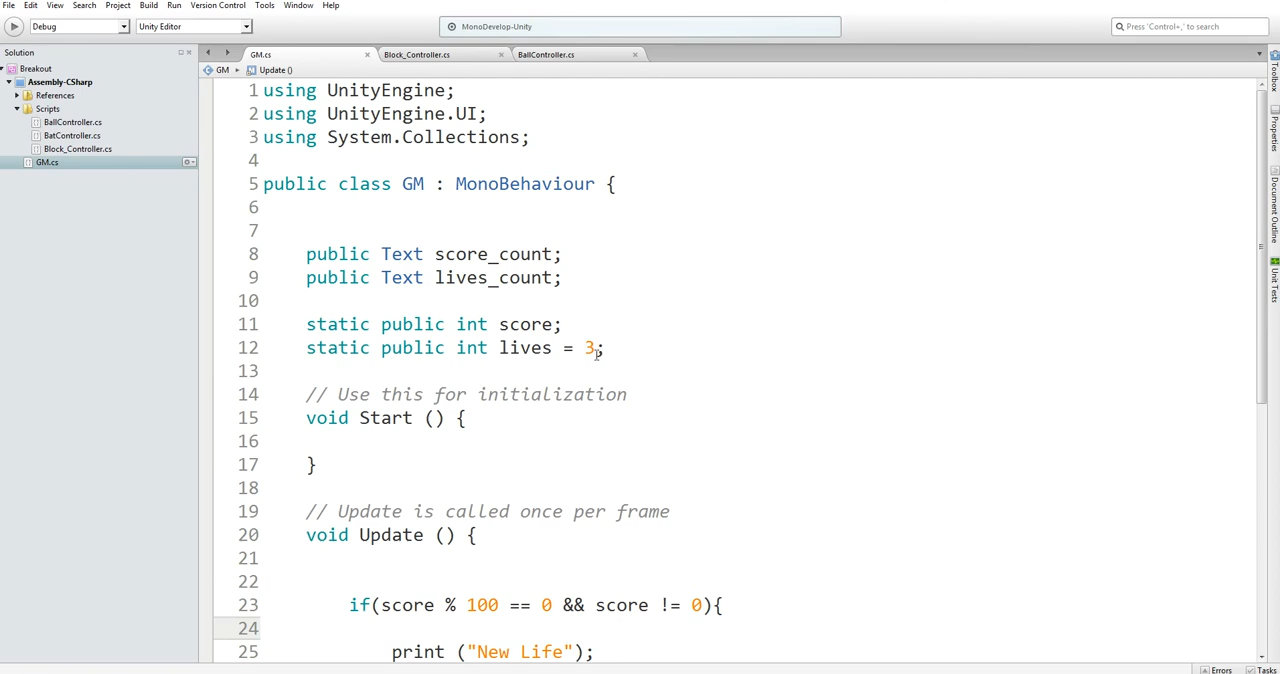 File Edit View Search Project Build Run Version Control Tools Window Help
Debug Unity Editor MonoDevelop-Unity Press 'Control+,' to search
Solution
Breakout
Assembly-CSharp
References
Scripts
BallController.cs
BatController.cs
Block_Controller.cs
GM.cs
GM.cs Block_Controller.cs BallController.cs
GM Update ()
1 using UnityEngine;
2 using UnityEngine.UI;
3 using System.Collections;
4
5 public class GM : MonoBehaviour {
6
7
8 public Text score_count;
9 public Text lives_count;
10
11 static public int score;
12 static public int lives = 3;
13
14 // Use this for initialization
15 void Start () {
16
17 }
18
19 // Update is called once per frame
20 void Update () {
21
22
23 if(score % 100 == 0 && score != 0){
24
25 print ("New Life");
Toolbox
Properties
Document Outline
Unit Tests
Errors Tasks